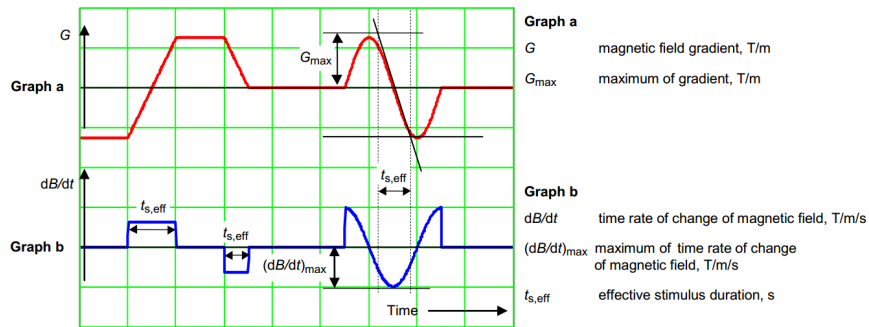 Graph a
G
G magnetic field gradient, T/m
Gmax
Gmax maximum of gradient, T/m
Graph a
ts,eff
dB/dt
Graph b
ts,eff
dB/dt time rate of change of magnetic field, T/m/s
ts,eff
Graph b
(dB/dt)max
(dB/dt)max maximum of time rate of change
of magnetic field, T/m/s
ts,eff effective stimulus duration, s
Time